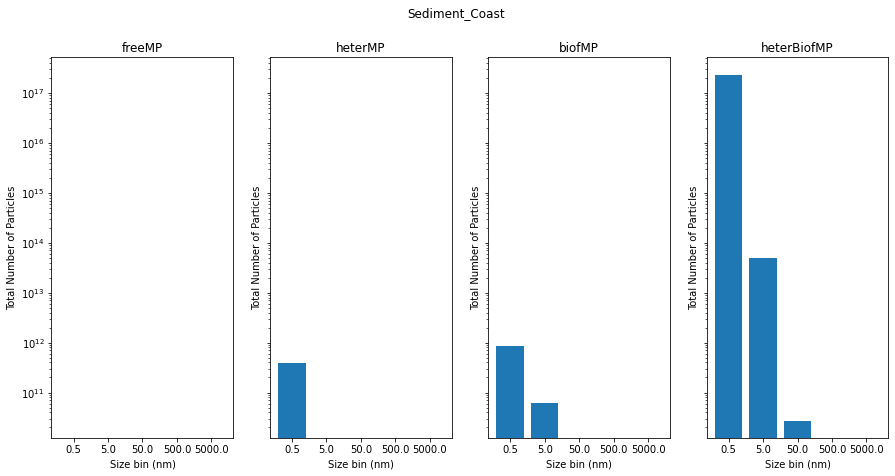 Sediment_Coast
freeMP
heterMP
biofMP
heterBiofMP
Total Number of Particles
10^17
10^16
10^15
10^14
10^13
10^12
10^11
0.5 5.0 50.0 500.0 5000.0
Size bin (nm)
Total Number of Particles
0.5 5.0 50.0 500.0 5000.0
Size bin (nm)
Total Number of Particles
0.5 5.0 50.0 500.0 5000.0
Size bin (nm)
Total Number of Particles
0.5 5.0 50.0 500.0 5000.0
Size bin (nm)